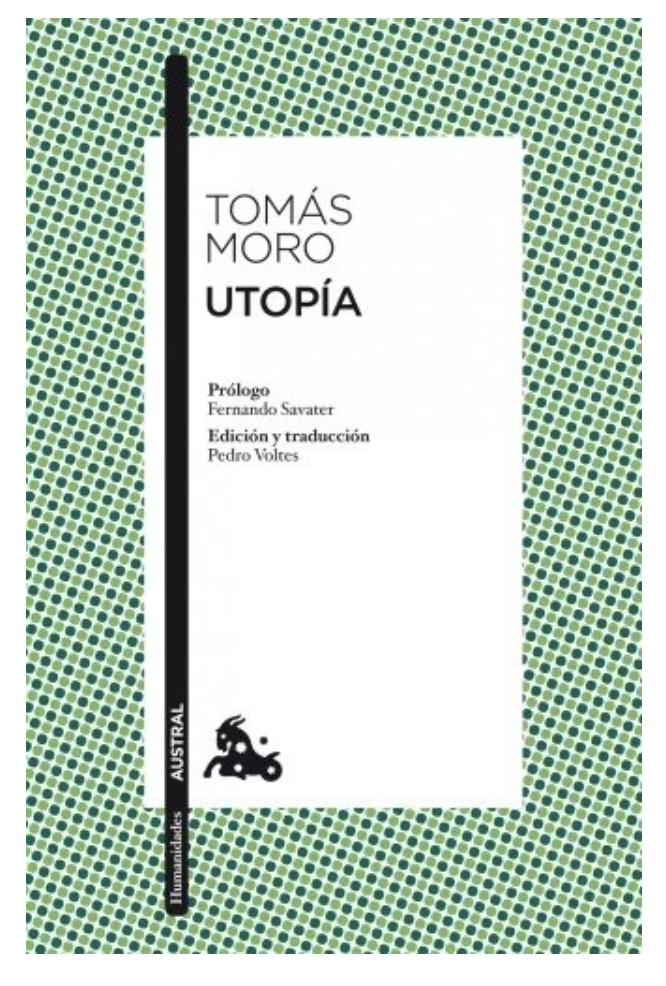 TOMÁS
MORO
UTOPÍA
Prólogo
Fernando Savater
Edición y traducción
Pedro Voltes
AUSTRAL
Humanidades